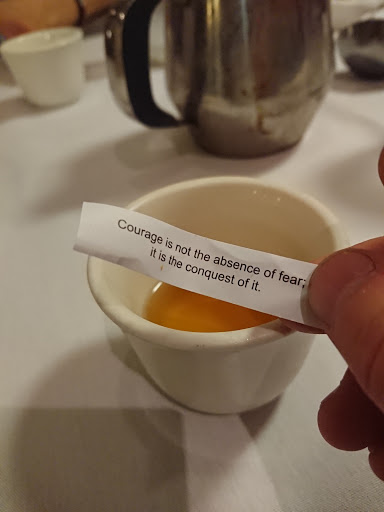 Courage is not the absence of fear;
it is the conquest of it.